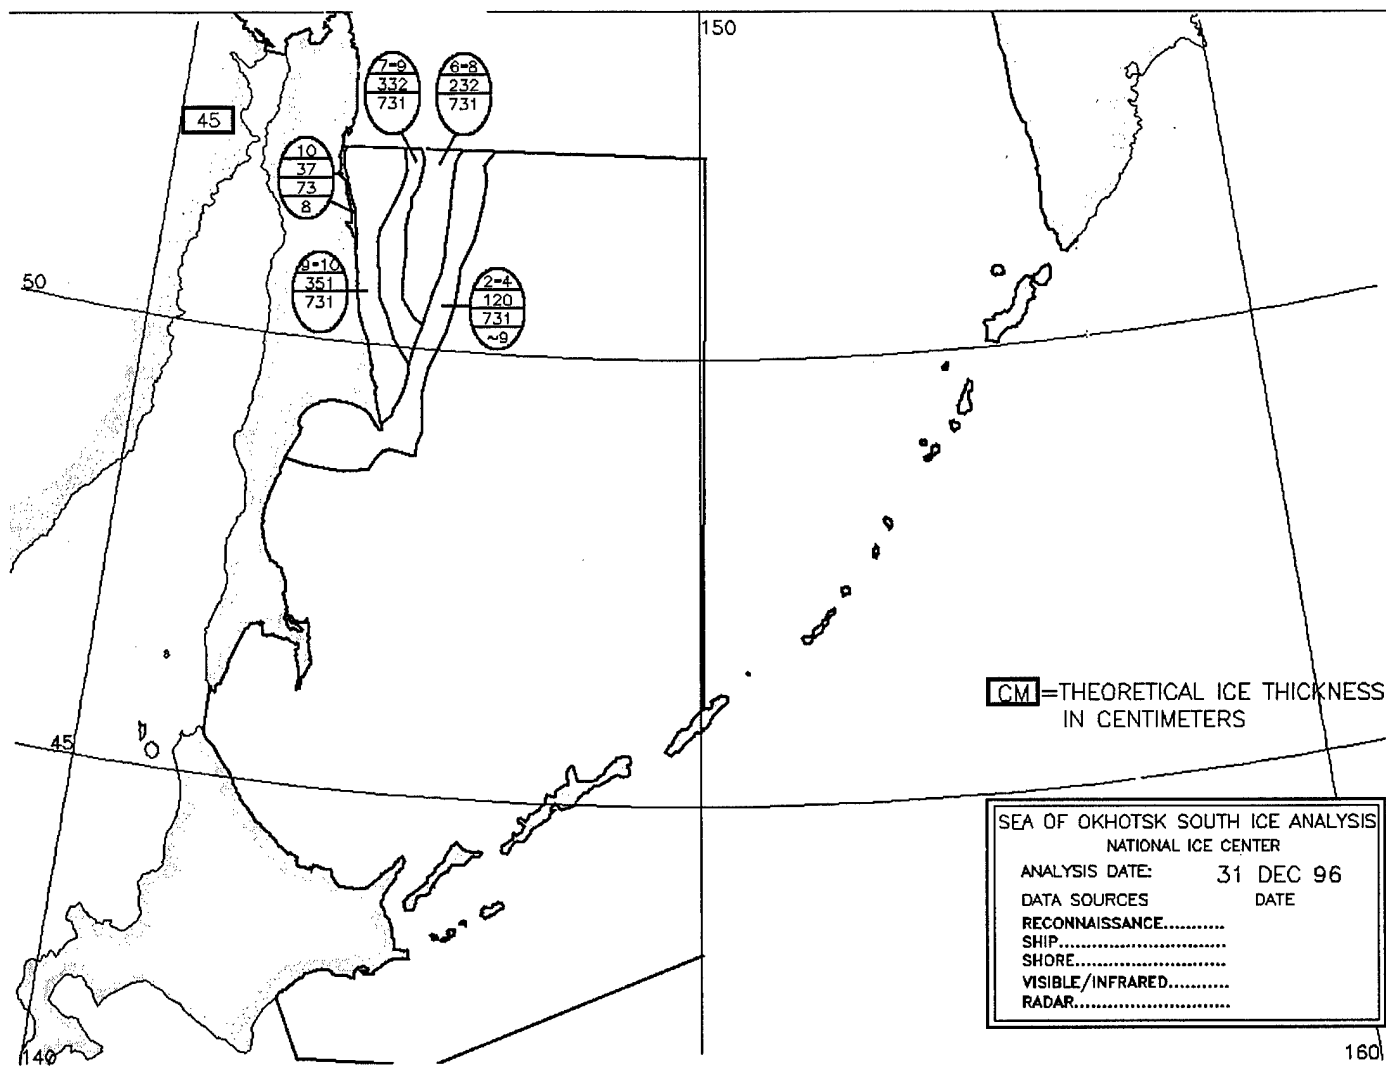 150
7-9
332
731
6-8
232
731
45
10
37
73
8
9-10
351
731
2-4
120
731
~9
50
CM =THEORETICAL ICE THICKNESS
IN CENTIMETERS
45
SEA OF OKHOTSK SOUTH ICE ANALYSIS
NATIONAL ICE CENTER
ANALYSIS DATE: 31 DEC 96
DATA SOURCES DATE
RECONNAISSANCE...........
SHIP..............................
SHORE...........................
VISIBLE/INFRARED...........
RADAR............................
140
160